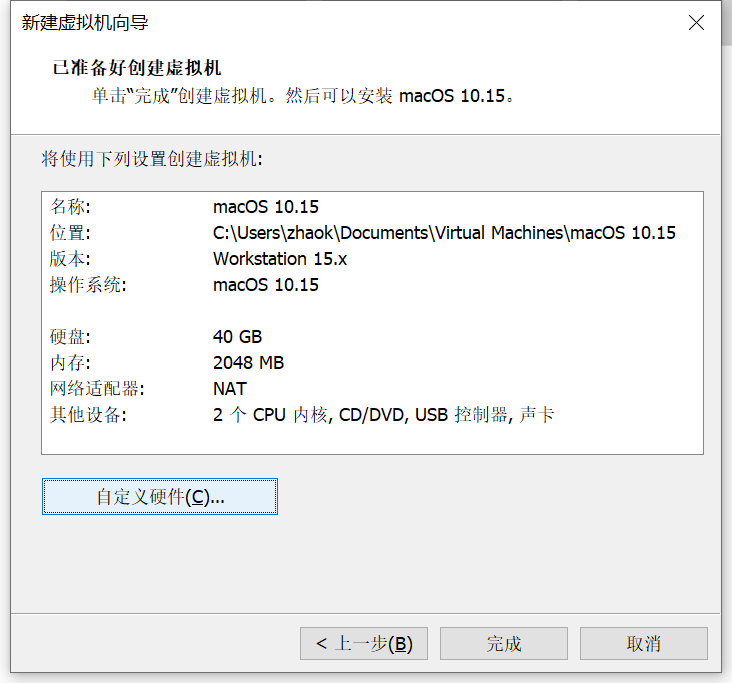 新建虚拟机向导
已准备好创建虚拟机
单击“完成”创建虚拟机。然后可以安装 macOS 10.15。
将使用下列设置创建虚拟机:
名称: macOS 10.15
位置: C:\Users\zhaok\Documents\Virtual Machines\macOS 10.15
版本: Workstation 15.x
操作系统: macOS 10.15
硬盘: 40 GB
内存: 2048 MB
网络适配器: NAT
其他设备: 2 个 CPU 内核, CD/DVD, USB 控制器, 声卡
自定义硬件(C)...
< 上一步(B) 完成 取消